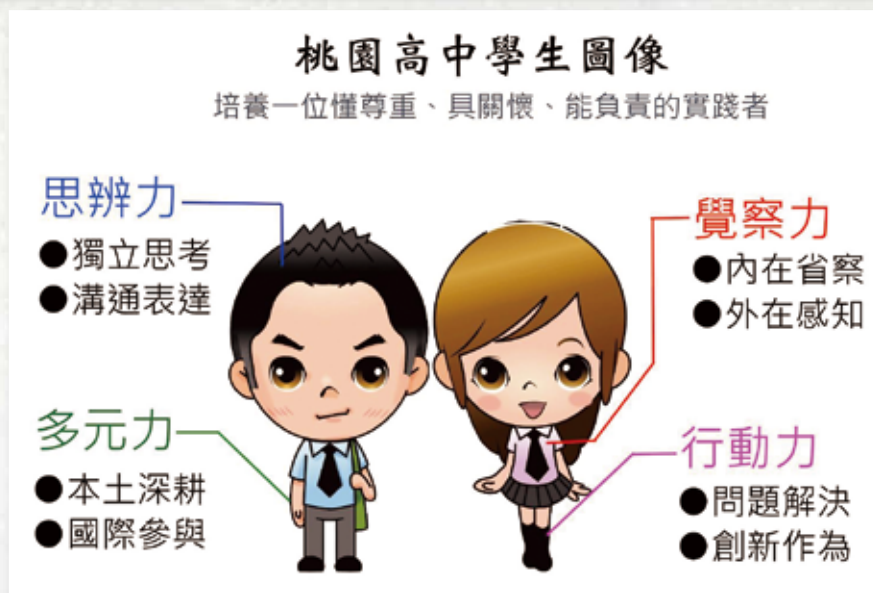 桃園高中學生圖像
培養一位懂尊重、具關懷、能負責的實踐者
思辨力
●獨立思考
●溝通表達
覺察力
●內在省察
●外在感知
多元力
●本土深耕
●國際參與
行動力
●問題解決
●創新作為